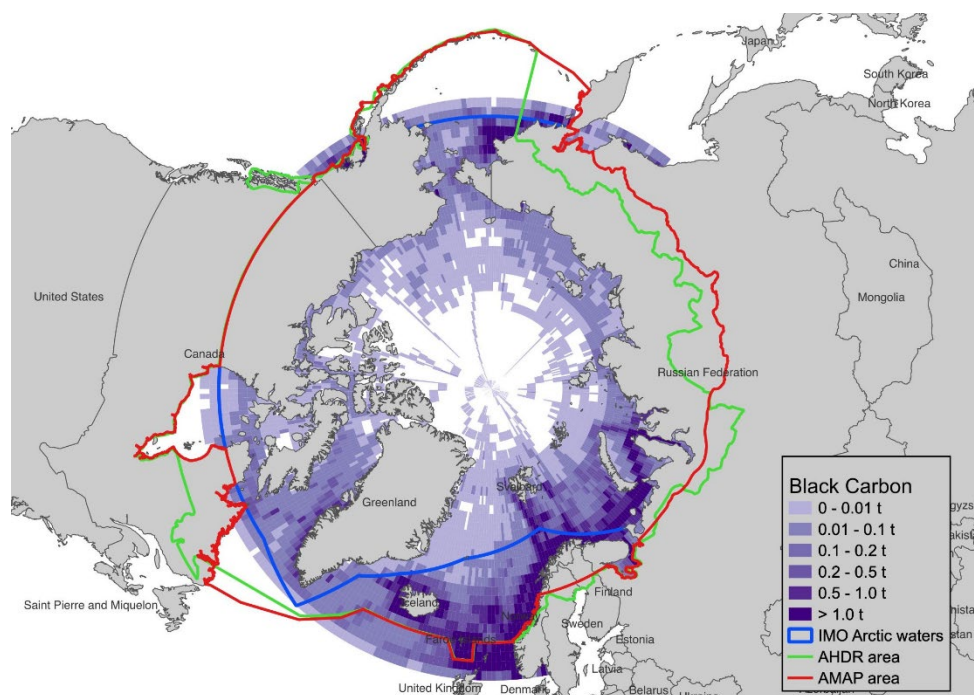 Japan
South Korea
North Korea
China
United States
Mongolia
Canada
Russian Federation
Svalbard
Greenland
Iceland
Finland
Saint Pierre and Miquelon
Sweden
Estonia
Latvia
United Kingdom
Denmark
Belarus
Black Carbon
0 - 0.01 t
0.01 - 0.1 t
0.1 - 0.2 t
0.2 - 0.5 t
0.5 - 1.0 t
> 1.0 t
IMO Arctic waters
AHDR area
AMAP area